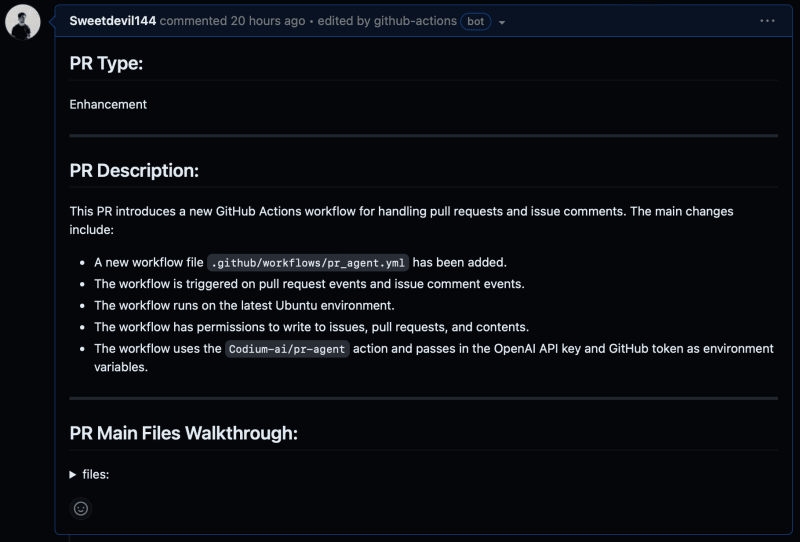 Sweetdevil144 commented 20 hours ago • edited by github-actions bot
PR Type:
Enhancement
PR Description:
This PR introduces a new GitHub Actions workflow for handling pull requests and issue comments. The main changes
include:
• A new workflow file .github/workflows/pr_agent.yml has been added.
• The workflow is triggered on pull request events and issue comment events.
• The workflow runs on the latest Ubuntu environment.
• The workflow has permissions to write to issues, pull requests, and contents.
• The workflow uses the Codium-ai/pr-agent action and passes in the OpenAI API key and GitHub token as environment
variables.
PR Main Files Walkthrough:
files: